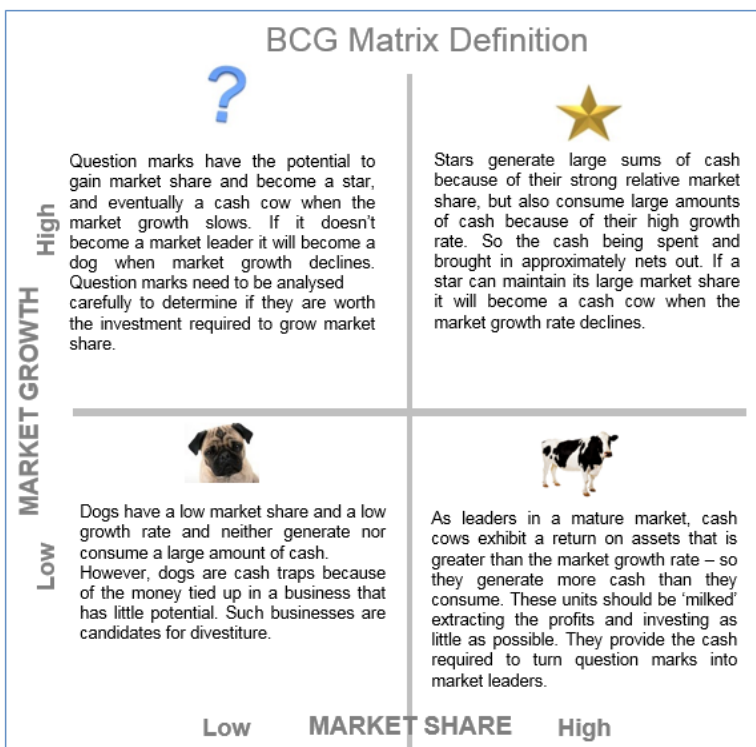 BCG Matrix Definition
?
Question marks have the potential to
gain market share and become a star,
and eventually a cash cow when the
market growth slows. If it doesn't
become a market leader it will become a
dog when market growth declines.
Question marks need to be analysed
carefully to determine if they are worth
the investment required to grow market
share.
Stars generate large sums of cash
because of their strong relative market
share, but also consume large amounts
of cash because of their high growth
rate. So the cash being spent and
brought in approximately nets out. If a
star can maintain its large market share
it will become a cash cow when the
market growth rate declines.
High
MARKET GROWTH
Low
Dogs have a low market share and a low
growth rate and neither generate nor
consume a large amount of cash.
However, dogs are cash traps because
of the money tied up in a business that
has little potential. Such businesses are
candidates for divestiture.
As leaders in a mature market, cash
cows exhibit a return on assets that is
greater than the market growth rate – so
they generate more cash than they
consume. These units should be 'milked'
extracting the profits and investing as
little as possible. They provide the cash
required to turn question marks into
market leaders.
Low MARKET SHARE High